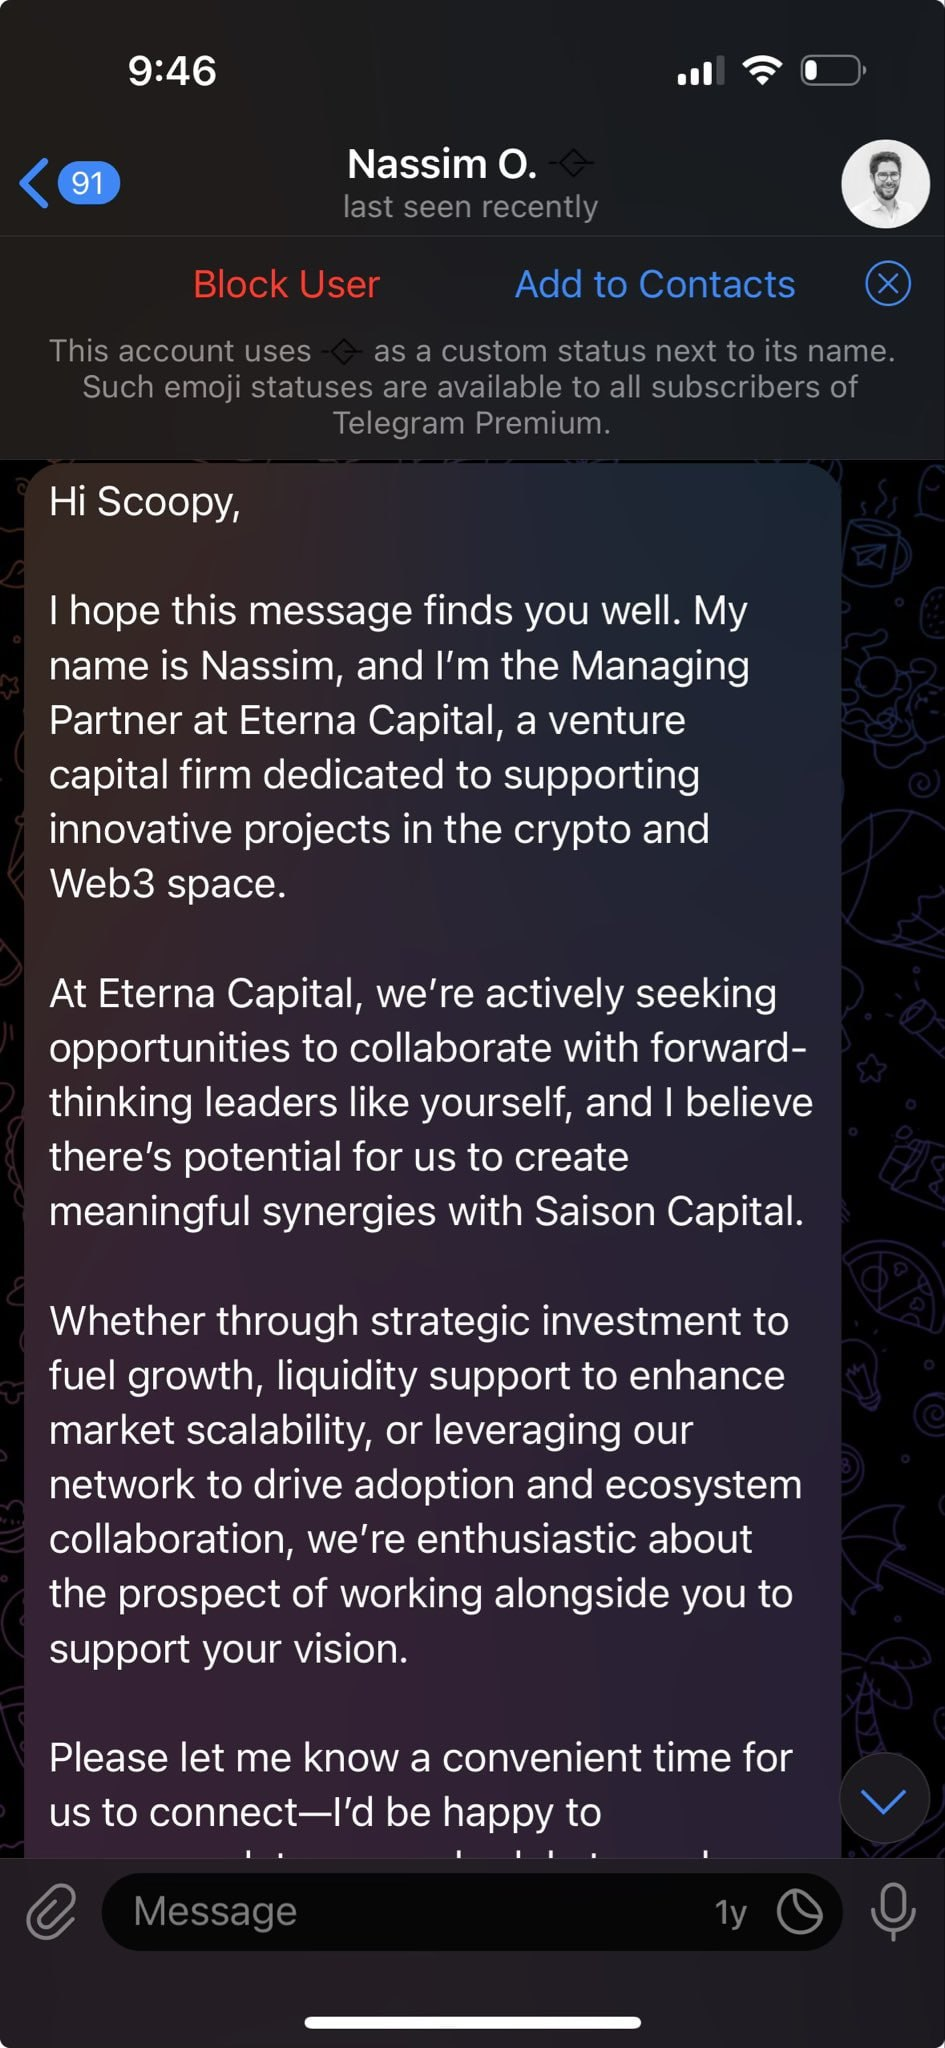 9:46
91
Nassim O.
last seen recently
Block User
Add to Contacts
This account uses as a custom status next to its name.
Such emoji statuses are available to all subscribers of
Telegram Premium.
Hi Scoopy,
I hope this message finds you well. My
name is Nassim, and I’m the Managing
Partner at Eterna Capital, a venture
capital firm dedicated to supporting
innovative projects in the crypto and
Web3 space.
At Eterna Capital, we’re actively seeking
opportunities to collaborate with forward-
thinking leaders like yourself, and I believe
there’s potential for us to create
meaningful synergies with Saison Capital.
Whether through strategic investment to
fuel growth, liquidity support to enhance
market scalability, or leveraging our
network to drive adoption and ecosystem
collaboration, we’re enthusiastic about
the prospect of working alongside you to
support your vision.
Please let me know a convenient time for
us to connect—I’d be happy to
Message
1y